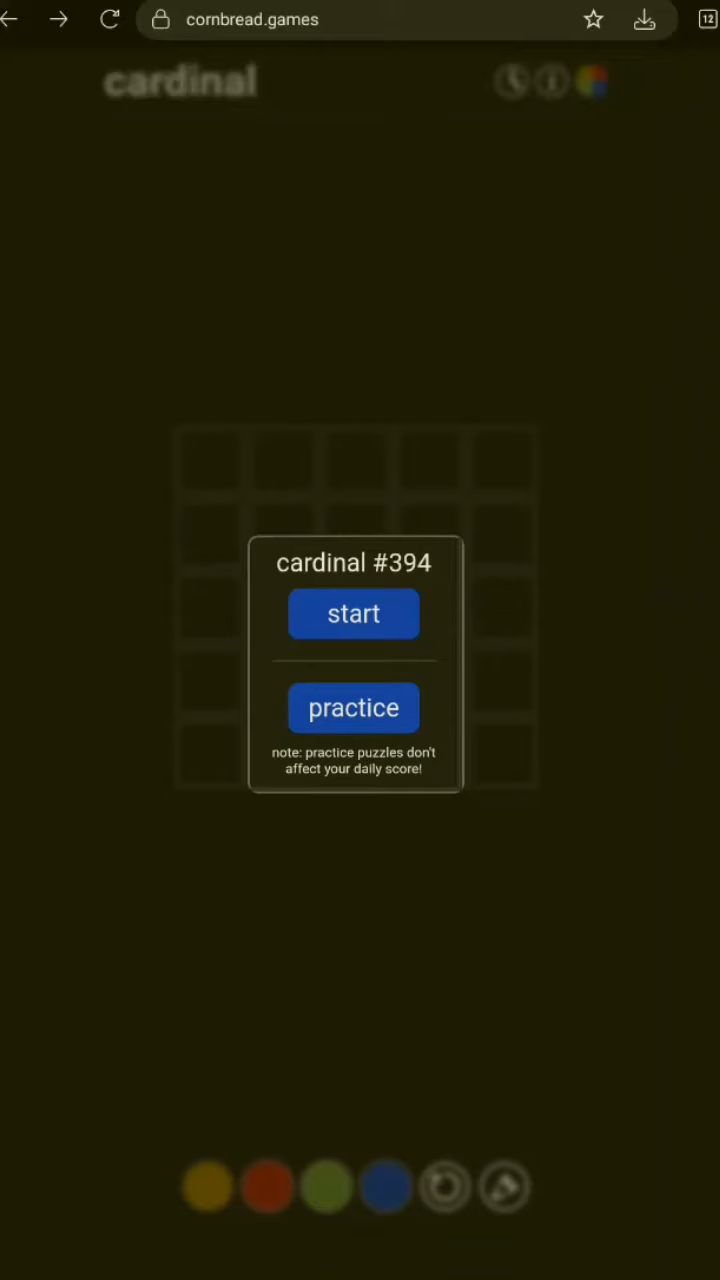 cornbread.games
12
cardinal
cardinal #394
start
practice
note: practice puzzles don't
affect your daily score!